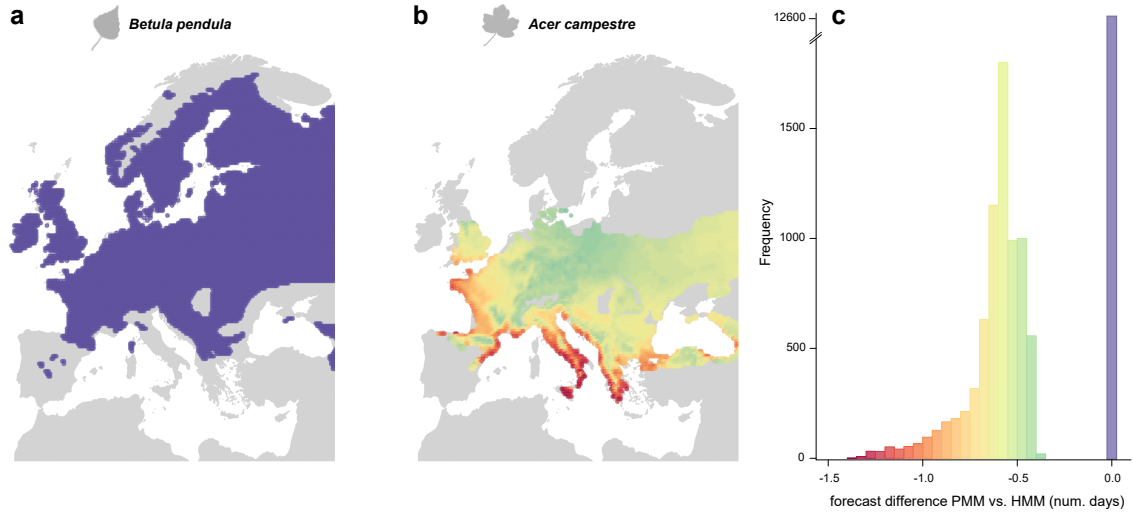 a
Betula pendula
b
Acer campestre
c
12600
1500
1000
500
0
Frequency
-1.5
-1.0
-0.5
0.0
forecast difference PMM vs. HMM (num. days)